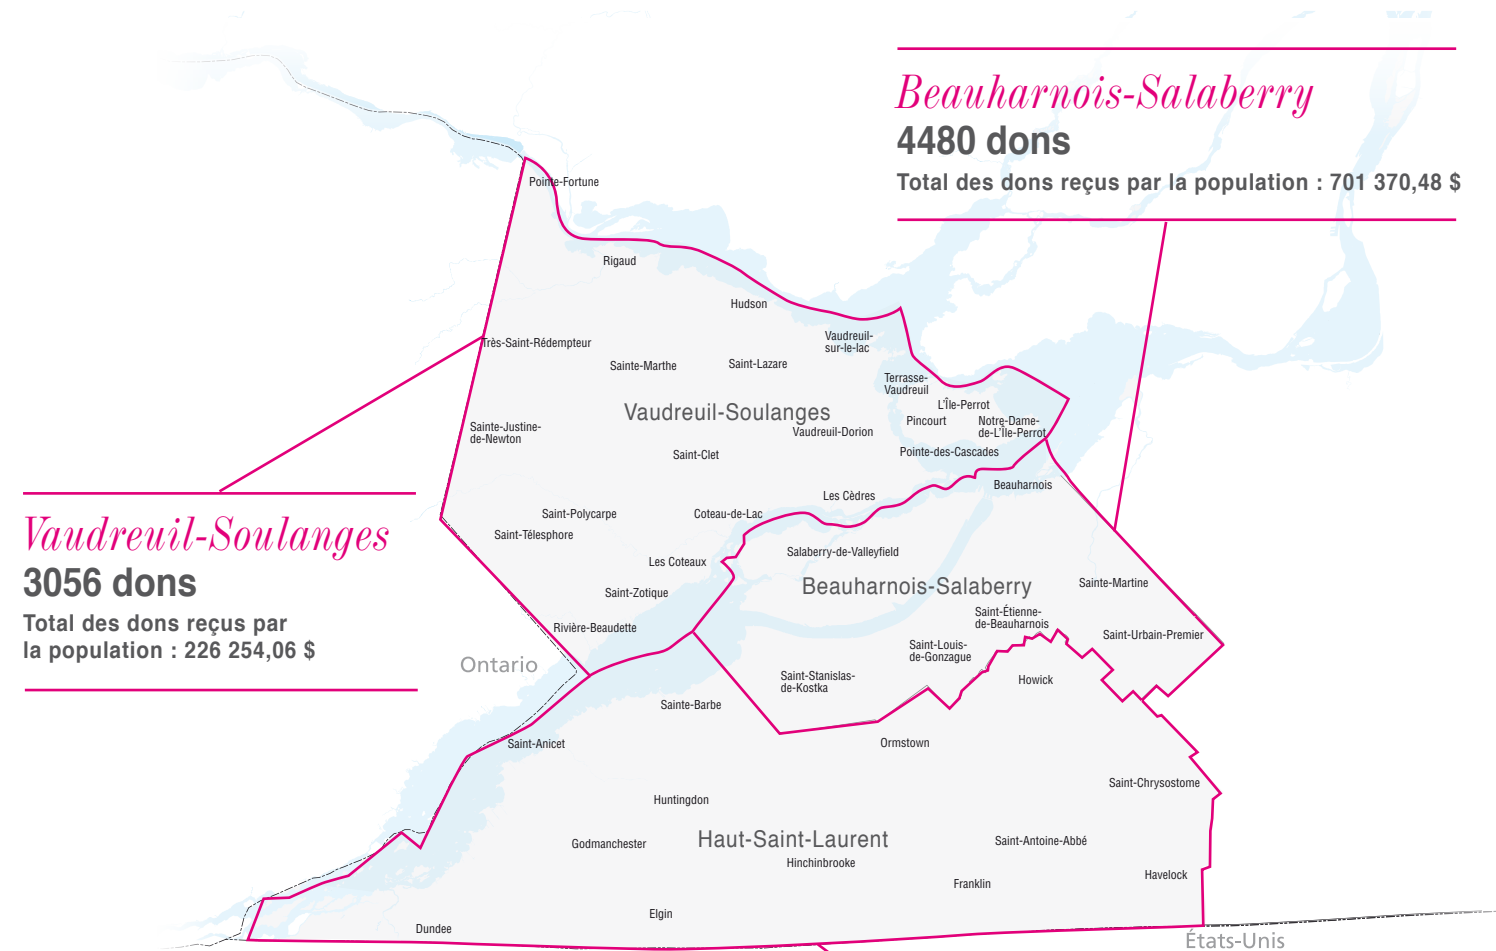 Beauharnois-Salaberry
4480 dons
Total des dons reçus par la population : 701 370,48 $
Pointe-Fortune
Rigaud
Hudson
Vaudreuil-
sur-le-lac
Très-Saint-Rédempteur
Sainte-Marthe
Saint-Lazare
Terrasse-
Vaudreuil
L'Île-Perrot
Vaudreuil-Soulanges
Pincourt
Notre-Dame-
de-L'Île-Perrot
Sainte-Justine-
de-Newton
Vaudreuil-Dorion
Saint-Clet
Pointe-des-Cascades
Beauharnois
Les Cèdres
Saint-Polycarpe
Coteau-de-Lac
Saint-Télesphore
Vaudreuil-Soulanges
3056 dons
Total des dons reçus par
la population : 226 254,06 $
Salaberry-de-Valleyfield
Les Coteaux
Beauharnois-Salaberry
Sainte-Martine
Saint-Zotique
Saint-Étienne-
de-Beauharnois
Rivière-Beaudette
Saint-Urbain-Premier
Saint-Louis-
de-Gonzague
Ontario
Saint-Stanislas-
de-Kostka
Howick
Sainte-Barbe
Saint-Anicet
Ormstown
Saint-Chrysostome
Huntingdon
Godmanchester
Haut-Saint-Laurent
Saint-Antoine-Abbé
Hinchinbrooke
Franklin
Havelock
Elgin
Dundee
États-Unis